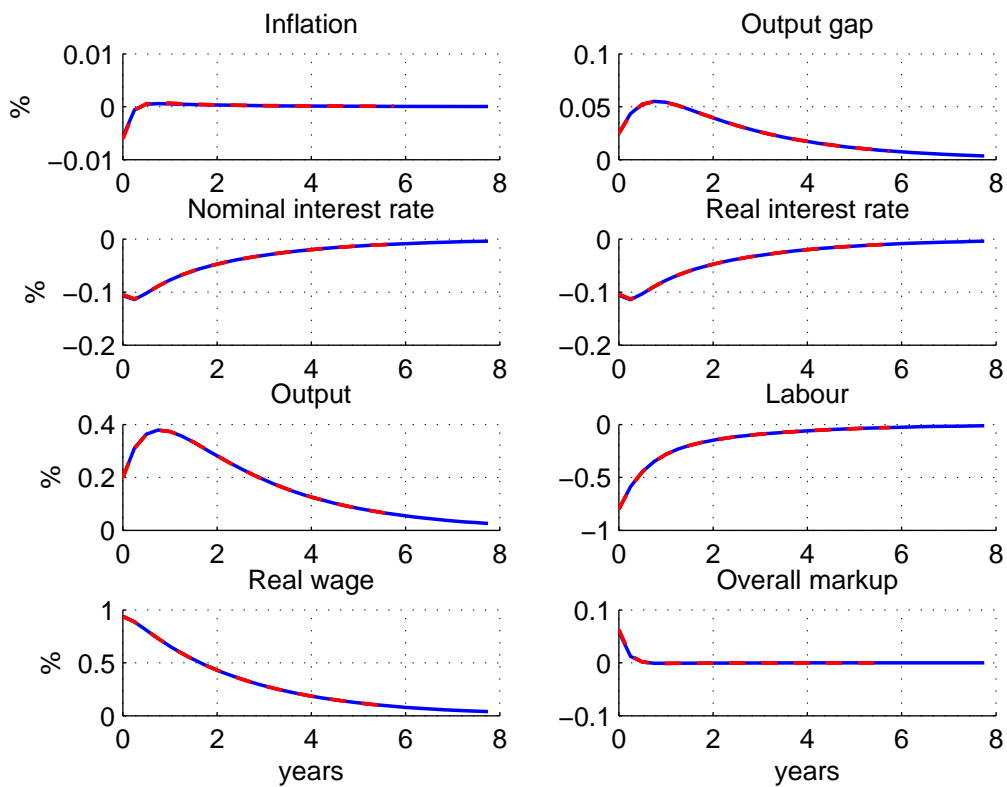 Inflation
Output gap
0.01
0
−0.01
%
0 2 4 6 8
0.1
0.05
0
0 2 4 6 8
Nominal interest rate
Real interest rate
0
−0.1
−0.2
%
0 2 4 6 8
0
−0.1
−0.2
0 2 4 6 8
Output
Labour
0.4
0.2
0
%
0 2 4 6 8
0
−0.5
−1
0 2 4 6 8
Real wage
Overall markup
1
0.5
0
%
0 2 4 6 8
years
0.1
0
−0.1
0 2 4 6 8
years